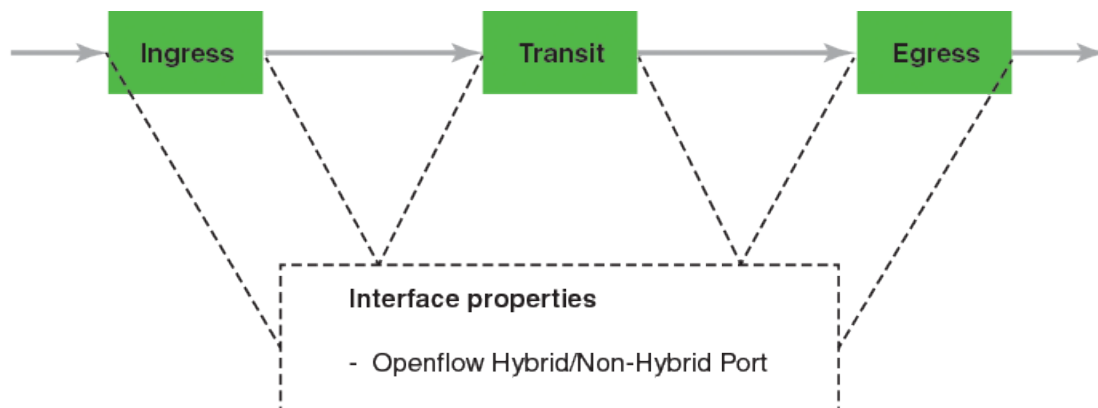 Ingress
Transit
Egress
Interface properties
- Openflow Hybrid/Non-Hybrid Port